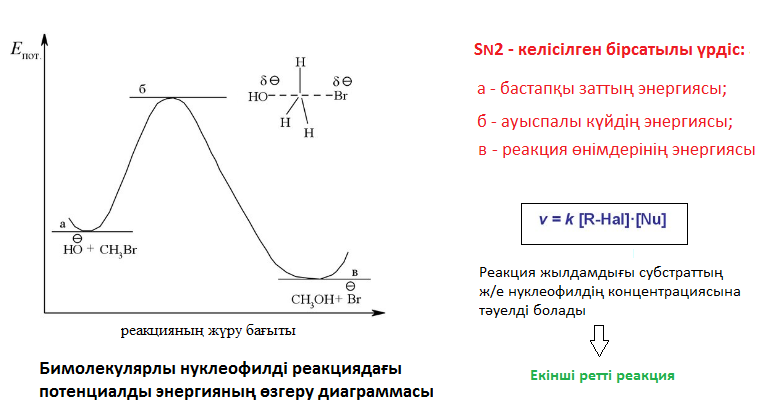 Eпот.
б
H
δ⊖ δ⊖
HO Br
H
H
а
⊖
HO + CH3Br
в
⊖
CH3OH+ Br
реакцияның жүру бағыты
Бимолекулярлы нуклеофилді реакциядағы
потенциалды энергияның өзгеру диаграммасы
SN2 - келісілген бірсатылы үрдіс:
а - бастапқы заттың энергиясы;
б - ауыспалы күйдің энергиясы;
в - реакция өнімдерінің энергиясы
v = k [R-Hal]·[Nu]
Реакция жылдамдығы субстраттың
ж/е нуклеофилдің концентрациясына
тәуелді болады
Екінші ретті реакция